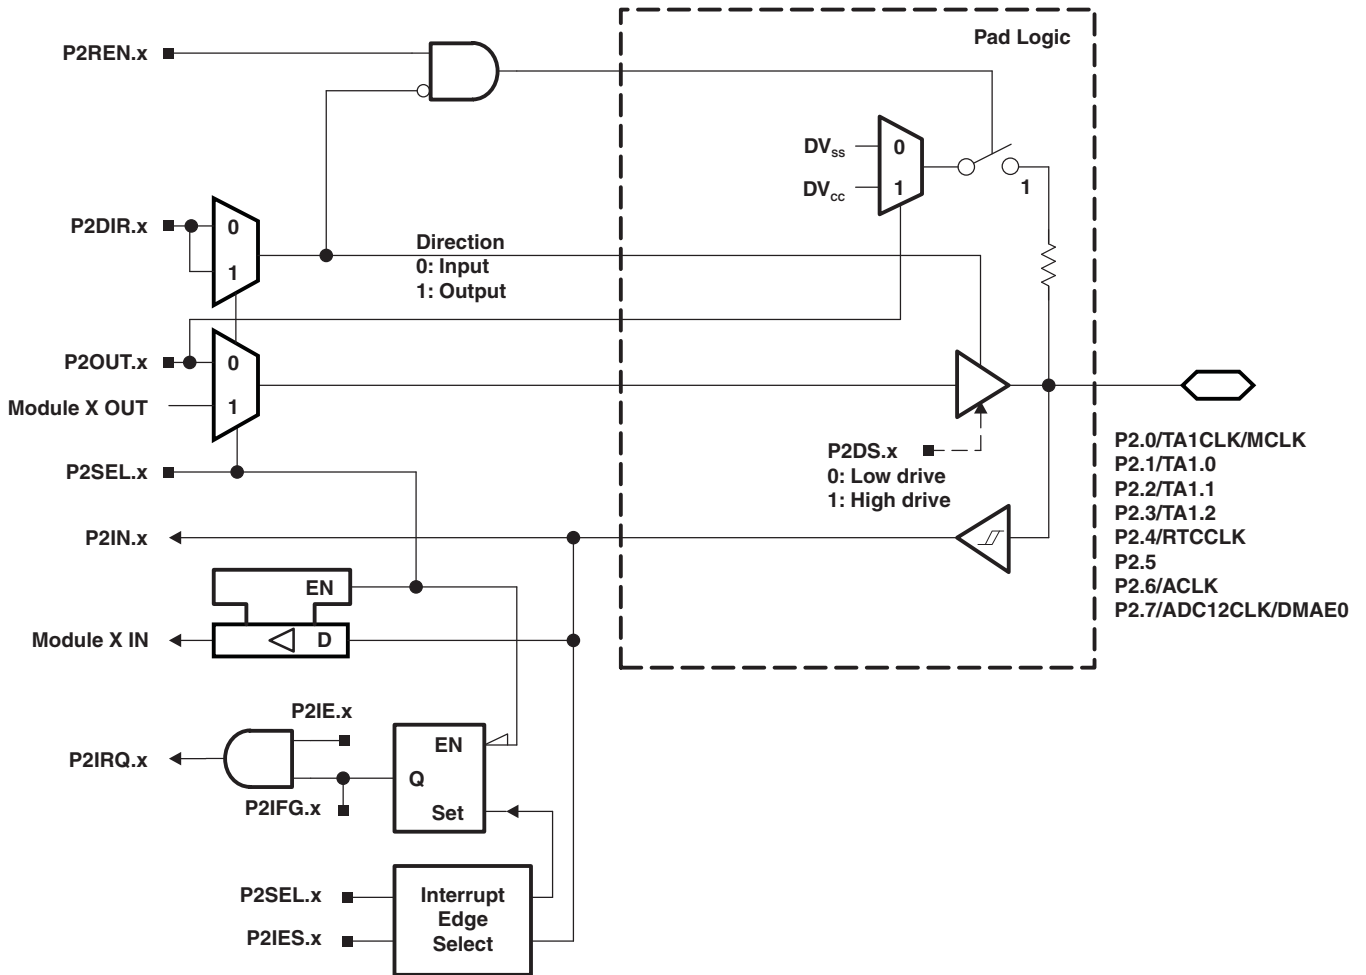 Pad Logic
P2REN.x
DVSS
0
DVCC
1
1
P2DIR.x
0
1
Direction
0: Input
1: Output
P2OUT.x
0
Module X OUT
1
P2SEL.x
P2DS.x
0: Low drive
1: High drive
P2.0/TA1CLK/MCLK
P2.1/TA1.0
P2.2/TA1.1
P2.3/TA1.2
P2.4/RTCCLK
P2.5
P2.6/ACLK
P2.7/ADC12CLK/DMAE0
P2IN.x
EN
Module X IN
D
P2IE.x
P2IRQ.x
EN
Q
P2IFG.x
Set
P2SEL.x
P2IES.x
Interrupt
Edge
Select